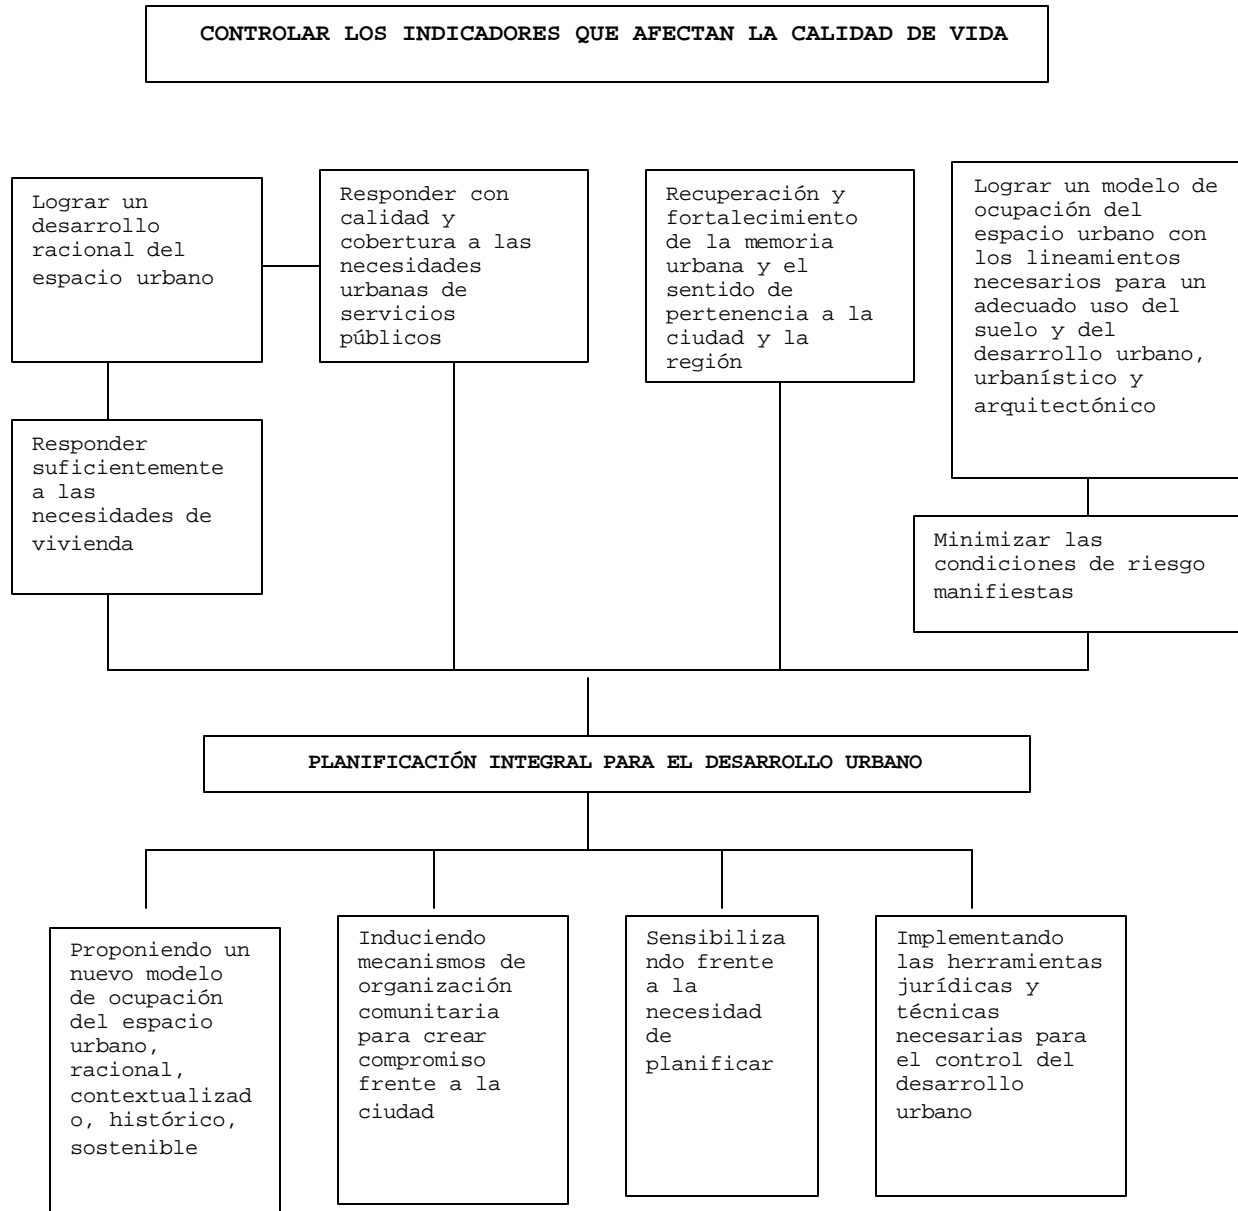 CONTROLAR LOS INDICADORES QUE AFECTAN LA CALIDAD DE VIDA
Lograr un
desarrollo
racional del
espacio urbano
Responder con
calidad y
cobertura a las
necesidades
urbanas de
servicios
públicos
Recuperación y
fortalecimiento
de la memoria
urbana y el
sentido de
pertenencia a la
ciudad y la
región
Lograr un modelo de
ocupación del
espacio urbano con
los lineamientos
necesarios para un
adecuado uso del
suelo y del
desarrollo urbano,
urbanístico y
arquitectónico
Responder
suficientemente
a las
necesidades de
vivienda
Minimizar las
condiciones de riesgo
manifiestas
PLANIFICACIÓN INTEGRAL PARA EL DESARROLLO URBANO
Proponiendo un
nuevo modelo
de ocupación
del espacio
urbano,
racional,
contextualizad
o, histórico,
sostenible
Induciendo
mecanismos de
organización
comunitaria
para crear
compromiso
frente a la
ciudad
Sensibiliza
ndo frente
a la
necesidad
de
planificar
Implementando
las herramientas
jurídicas y
técnicas
necesarias para
el control del
desarrollo
urbano